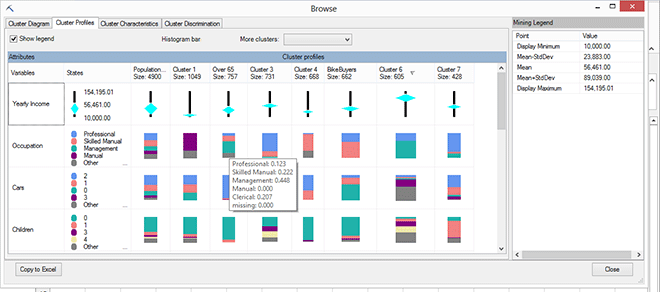 Browse
Cluster Diagram Cluster Profiles Cluster Characteristics Cluster Discrimination
Show legend Histogram bar More clusters:
Attributes Cluster profiles
Variables States Population... Size: 4900 Cluster 1 Size: 1049 Over 65 Size: 757 Cluster 3 Size: 731 Cluster 4 Size: 668 BikeBuyers Size: 662 Cluster 6 Size: 605 Cluster 7 Size: 428
Yearly Income
154,195.01
56,461.00
10,000.00
Occupation
Professional
Skilled Manual
Management
Manual
Other
...
Cars
2
1
0
3
Other
...
Children
0
1
3
4
Other
...
Professional: 0.123
Skilled Manual: 0.222
Management: 0.448
Manual: 0.000
Clerical: 0.207
missing: 0.000
Copy to Excel
Close
Mining Legend
Point Value
Display Minimum 10,000.00
Mean-StdDev 23,883.00
Mean 56,461.00
Mean+StdDev 89,039.00
Display Maximum 154,195.01